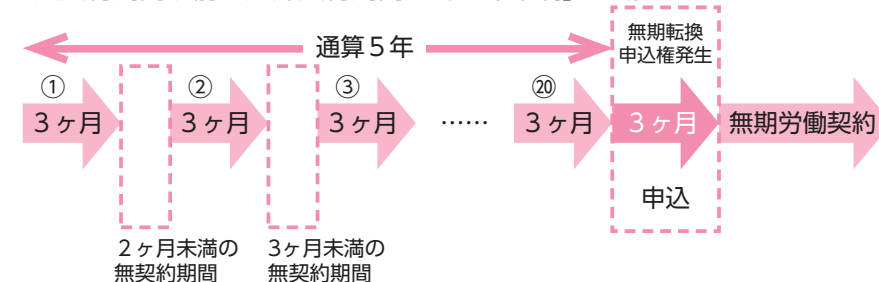 通算５年
無期転換
申込権発生
①
②
③
⑳
３ヶ月
３ヶ月
３ヶ月
……
３ヶ月
３ヶ月
無期労働契約
申込
２ヶ月未満の
無契約期間
３ヶ月未満の
無契約期間